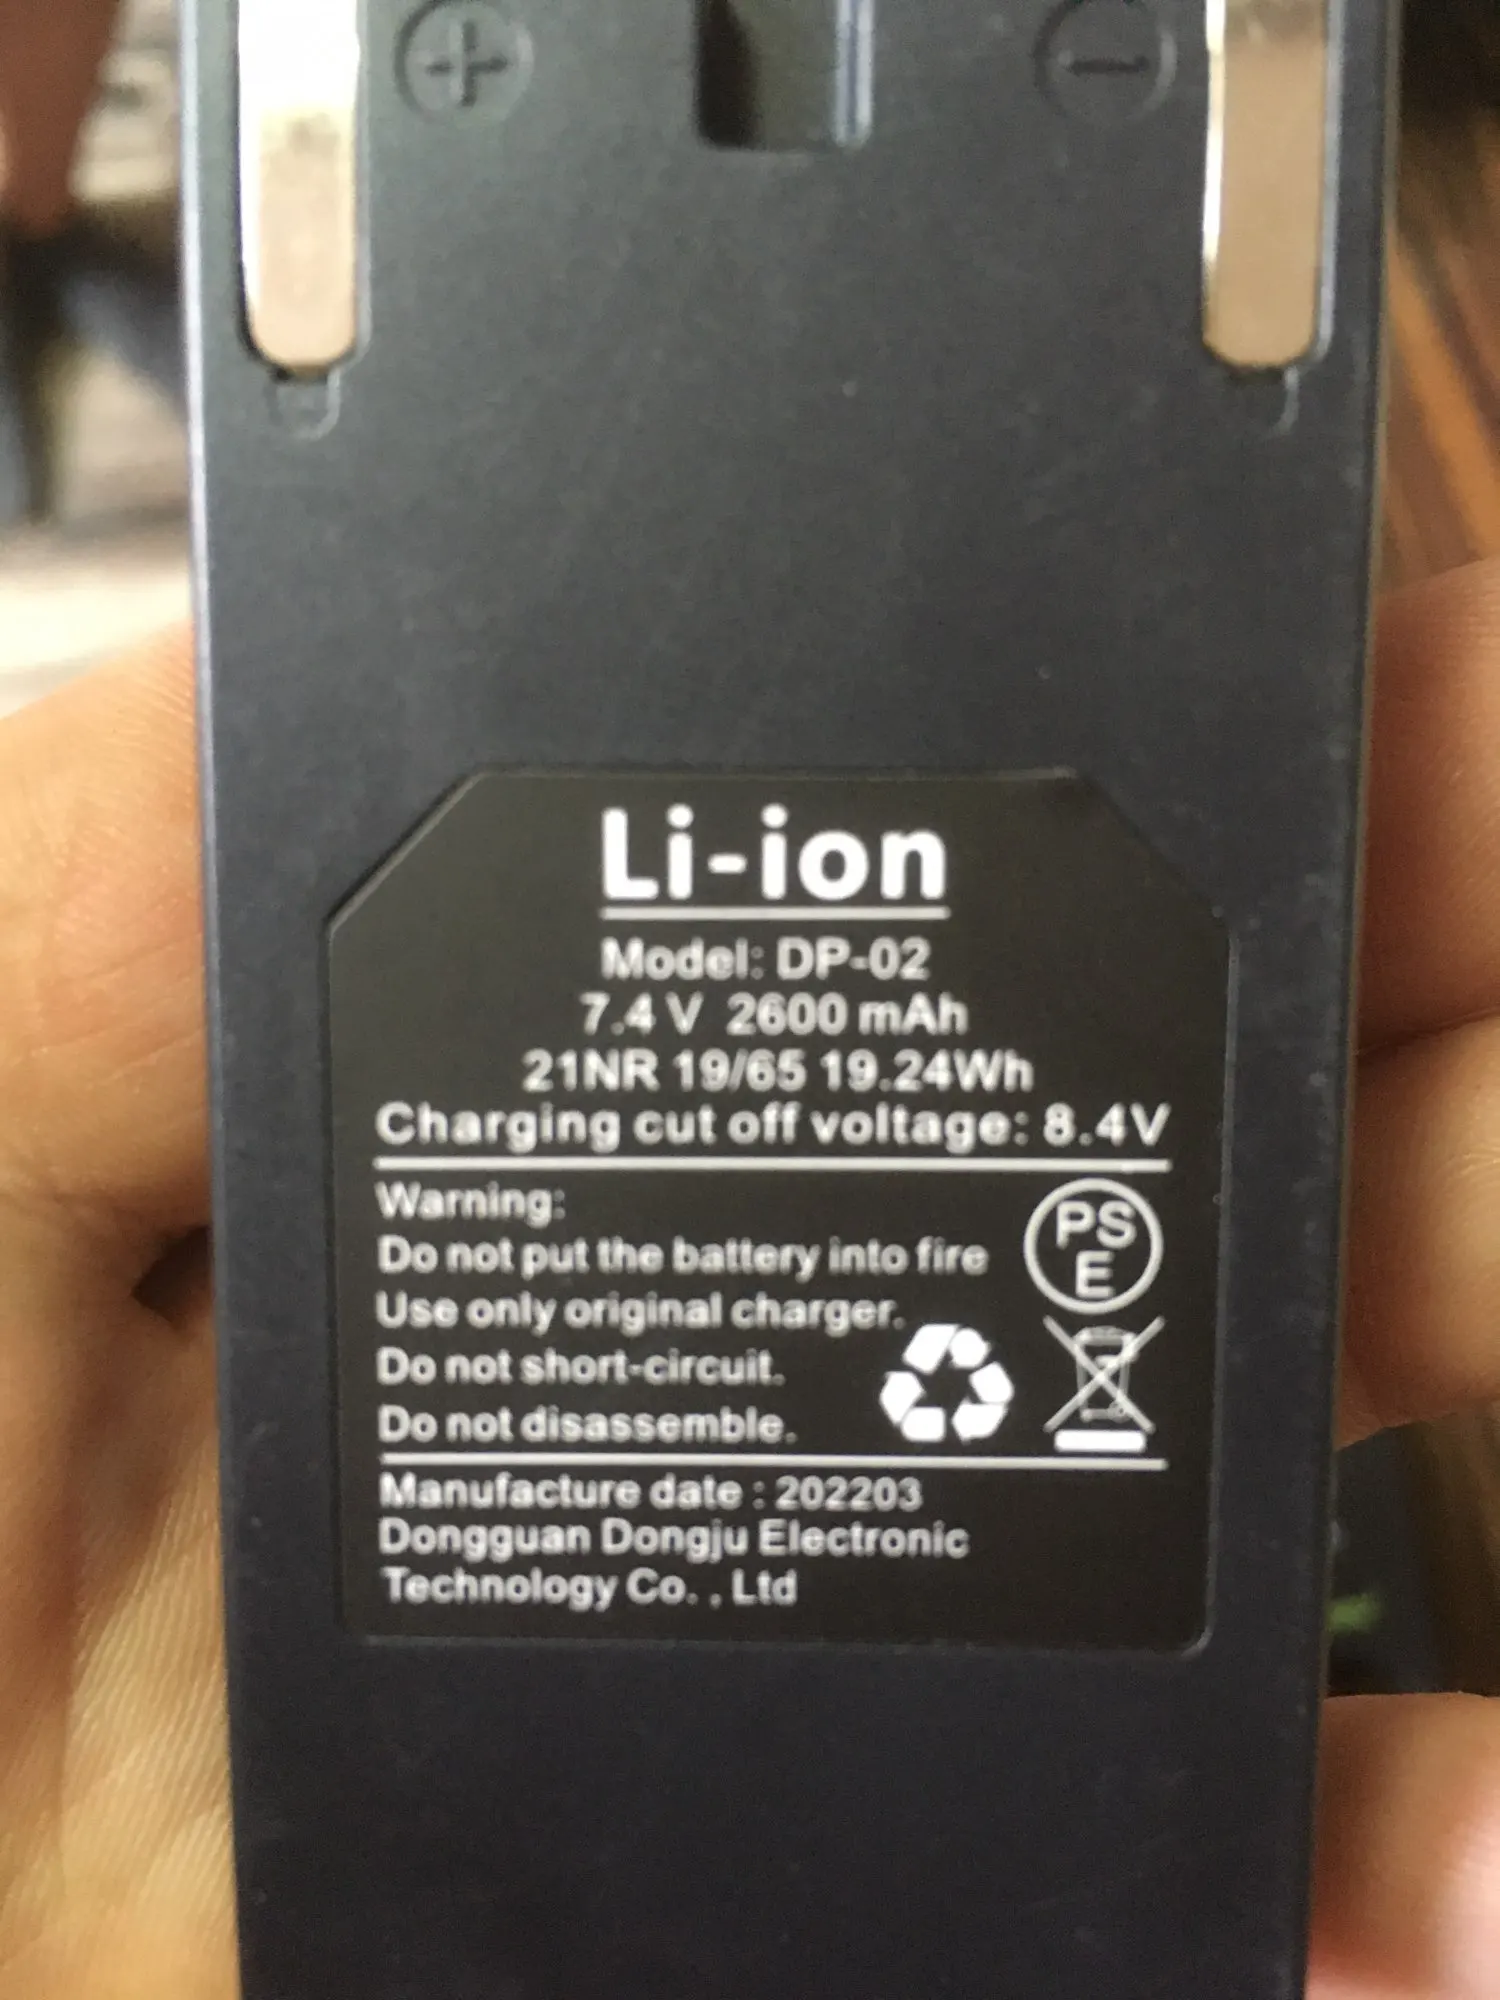 + −
Li-ion
Model: DP-02
7.4 V 2600 mAh
21NR 19/65 19.24Wh
Charging cut off voltage: 8.4V
Warning:
Do not put the battery into fire
Use only original charger.
Do not short-circuit.
Do not disassemble.
PS
E
Manufacture date : 202203
Dongguan Dongju Electronic
Technology Co. , Ltd